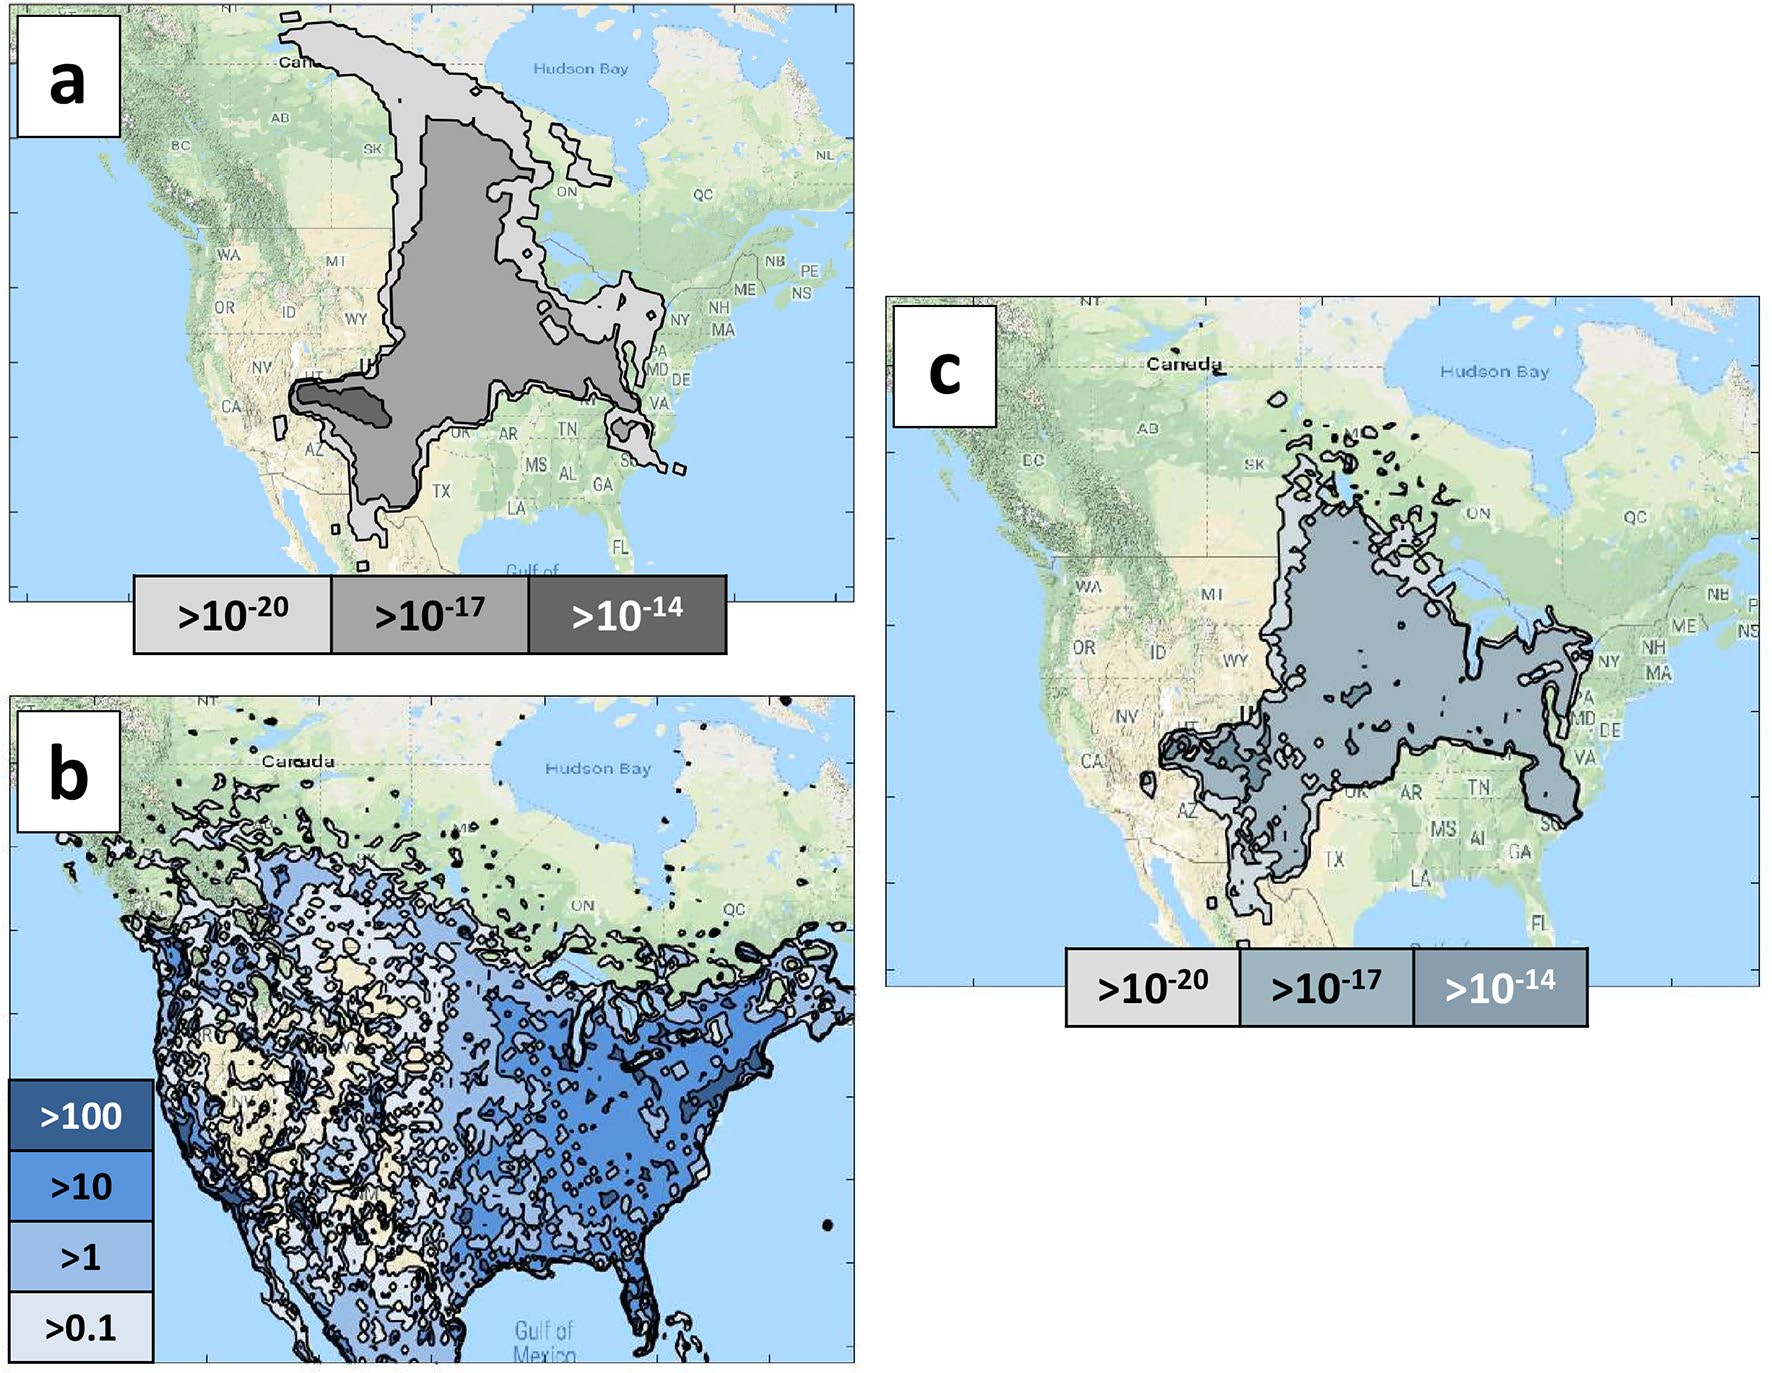 a
Hudson Bay
AB
BC
SK
ON
QC
NL
WA
MT
NB
PE
NS
ME
OR
ID
WY
NH
NY
MA
NV
UT
MD
DE
CA
VA
AZ
AR
TN
MS
AL
GA
TX
LA
FL
Gulf of
>10⁻²⁰ >10⁻¹⁷ >10⁻¹⁴
b
NT
Canada
Hudson Bay
ON
QC
>100
>10
>1
>0.1
Gulf of
Mexico
c
NT
Canada
Hudson Bay
AB
BC
SK
ON
QC
WA
MT
NB
ME
NS
OR
ID
WY
NH
NY
MA
NV
UT
MD
DE
CA
VA
AZ
AR
TN
MS
AL
GA
TX
LA
FL
>10⁻²⁰ >10⁻¹⁷ >10⁻¹⁴